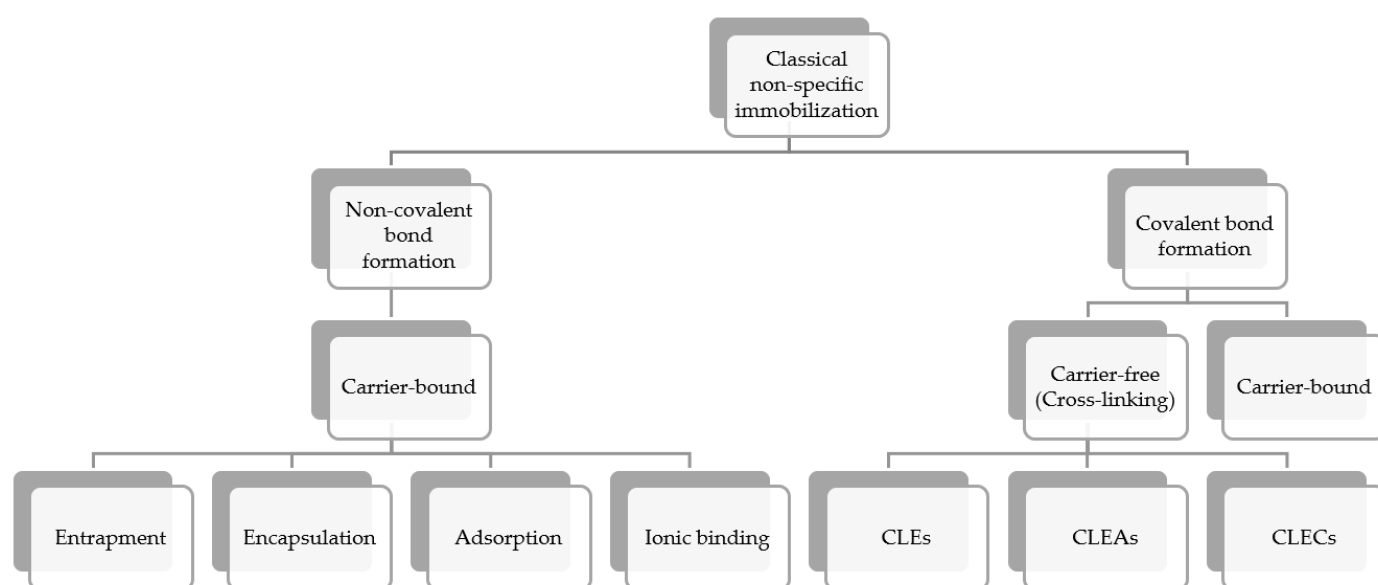 Classical
non-specific
immobilization
Non-covalent
bond
formation
Covalent bond
formation
Carrier-bound
Carrier-free
(Cross-linking)
Carrier-bound
Entrapment
Encapsulation
Adsorption
Ionic binding
CLEs
CLEAs
CLECs